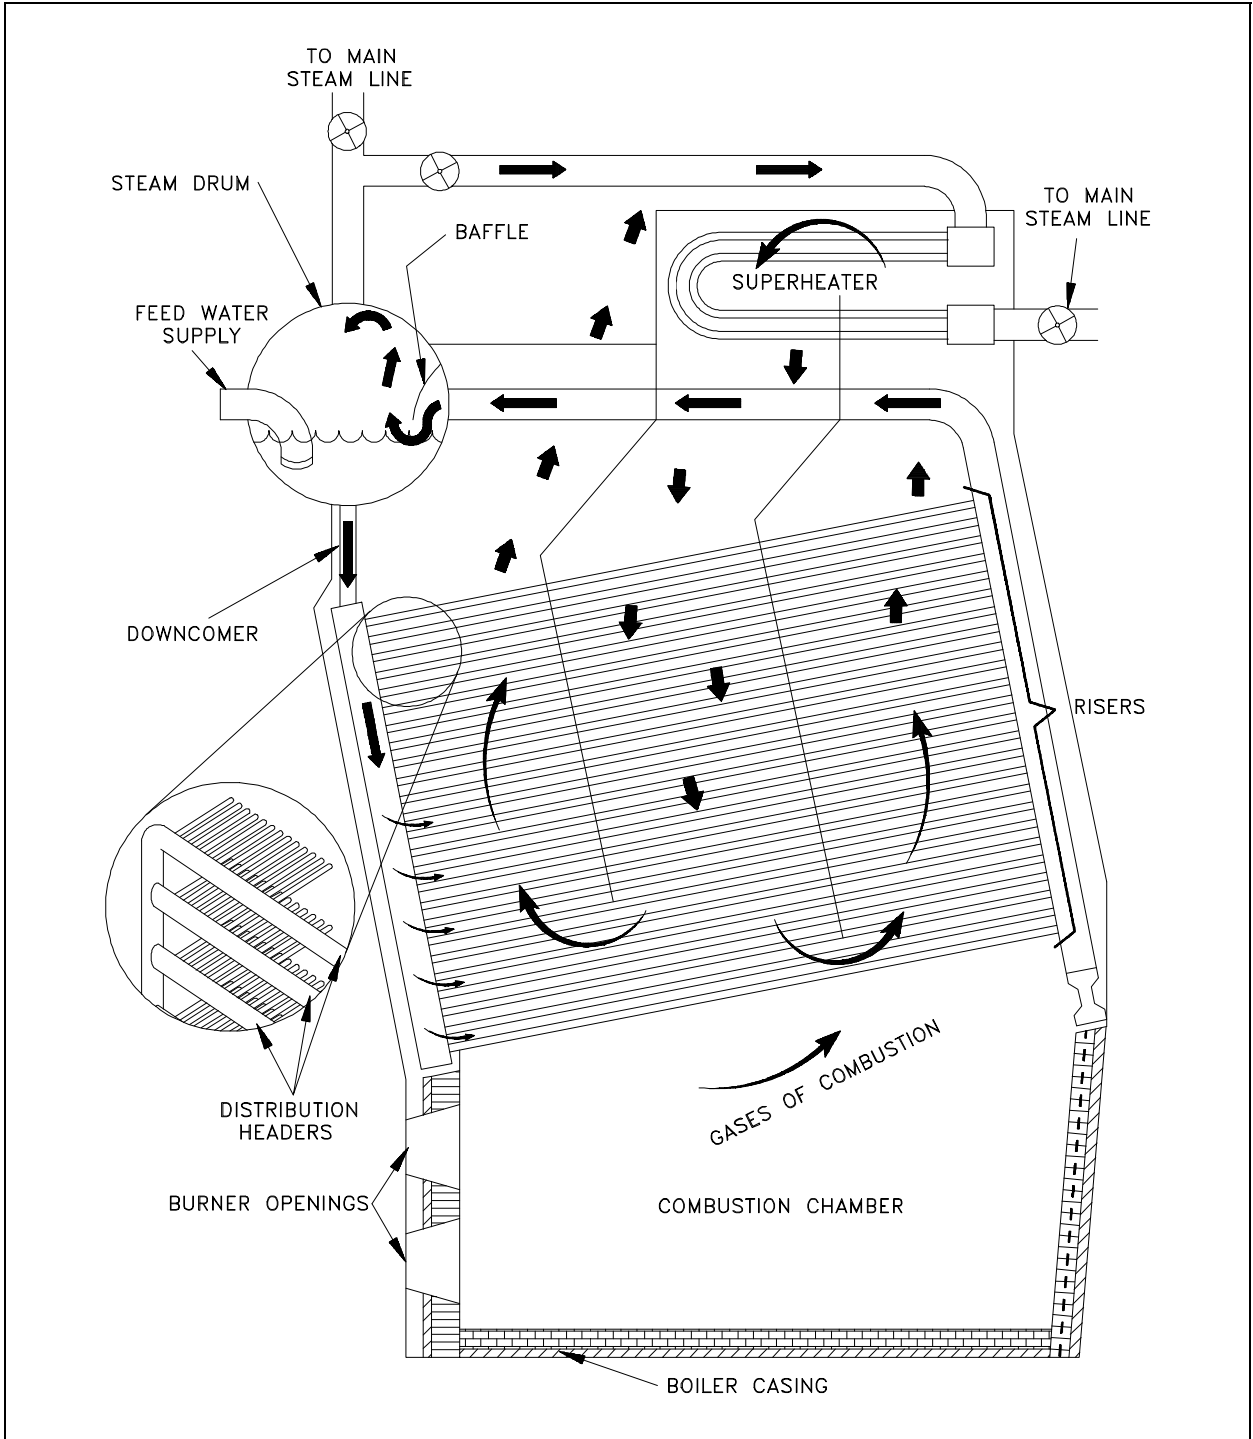 TO MAIN
STEAM LINE
STEAM DRUM
BAFFLE
TO MAIN
STEAM LINE
SUPERHEATER
FEED WATER
SUPPLY
DOWNCOMER
RISERS
DISTRIBUTION
HEADERS
GASES OF COMBUSTION
BURNER OPENINGS
COMBUSTION CHAMBER
BOILER CASING